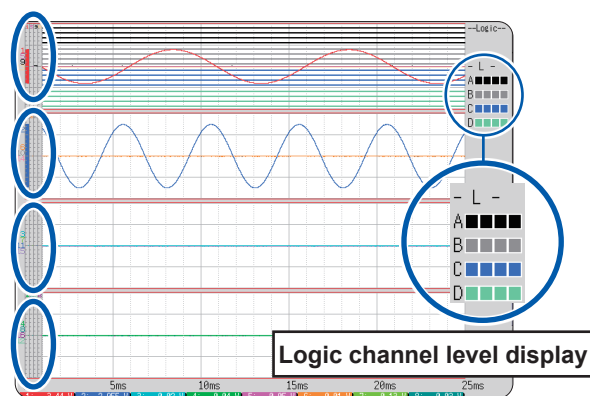 --Logic--
- L -
A
B
C
D
- L -
A
B
C
D
Logic channel level display
5ms 10ms 15ms 20ms 25ms